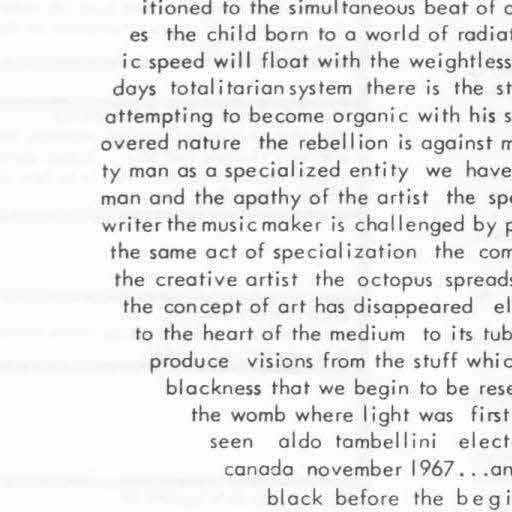 itioned to the simultaneous beat of
es the child born to a world of radia
ic speed will float with the weightless
days totalitarian system there is the st
attempting to become organic with his s
overed nature the rebellion is against m
ty man as a specialized entity we have
man and the apathy of the artist the spe
writer the music maker is challenged by p
the same act of specialization the com
the creative artist the octopus spreads
the concept of art has disappeared el
to the heart of the medium to its tub
produce visions from the stuff whic
blackness that we begin to be rese
the womb where light was first
seen aldo tambellini elect
canada november 1967...an
black before the begi